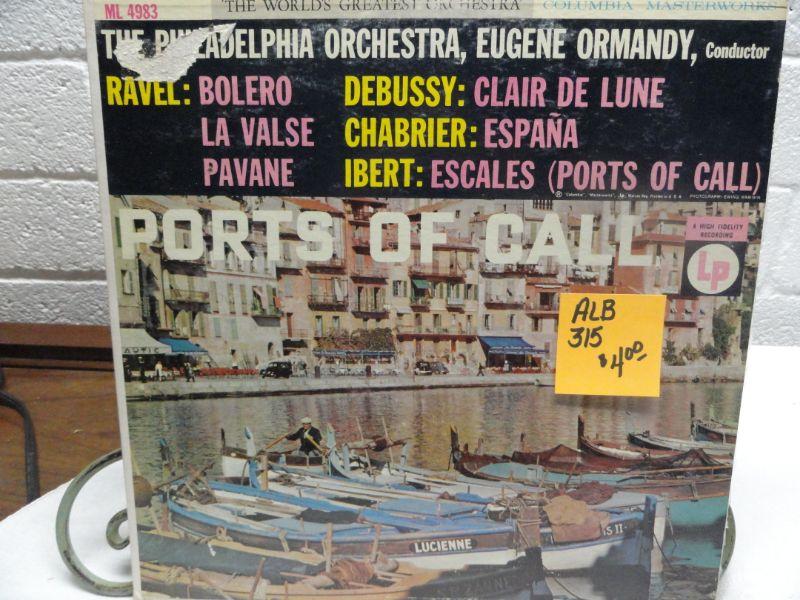 ML 4983
"THE WORLD'S GREATEST ORCHESTRA"
COLUMBIA MASTERWORKS
THE PHILADELPHIA ORCHESTRA, EUGENE ORMANDY, Conductor
RAVEL: BOLERO
LA VALSE
PAVANE
DEBUSSY: CLAIR DE LUNE
CHABRIER: ESPAÑA
IBERT: ESCALES (PORTS OF CALL)
PORTS OF CALL
A HIGH FIDELITY
RECORDING
Lp
ALB
315
$4.00
LUCIENNE